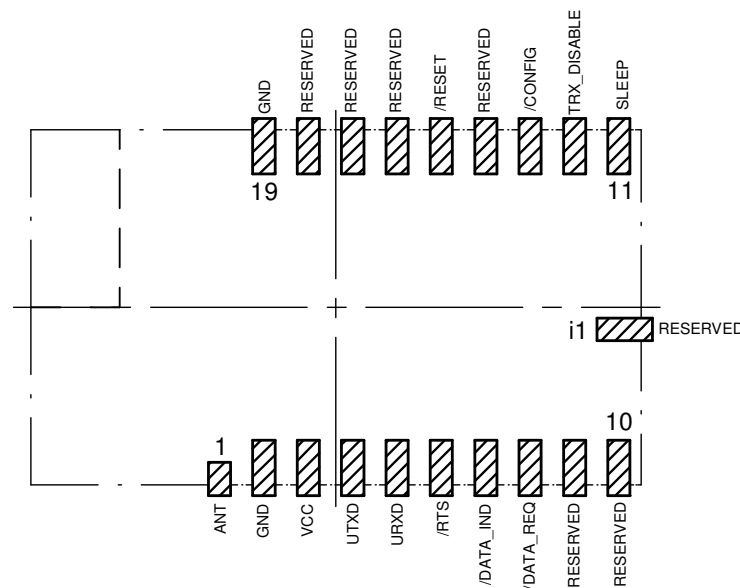 GND
RESERVED
RESERVED
RESERVED
/RESET
RESERVED
/CONFIG
TRX_DISABLE
SLEEP
19
11
i1
RESERVED
1
10
ANT
GND
VCC
UTXD
URXD
/RTS
/DATA_IND
/DATA_REQ
RESERVED
RESERVED